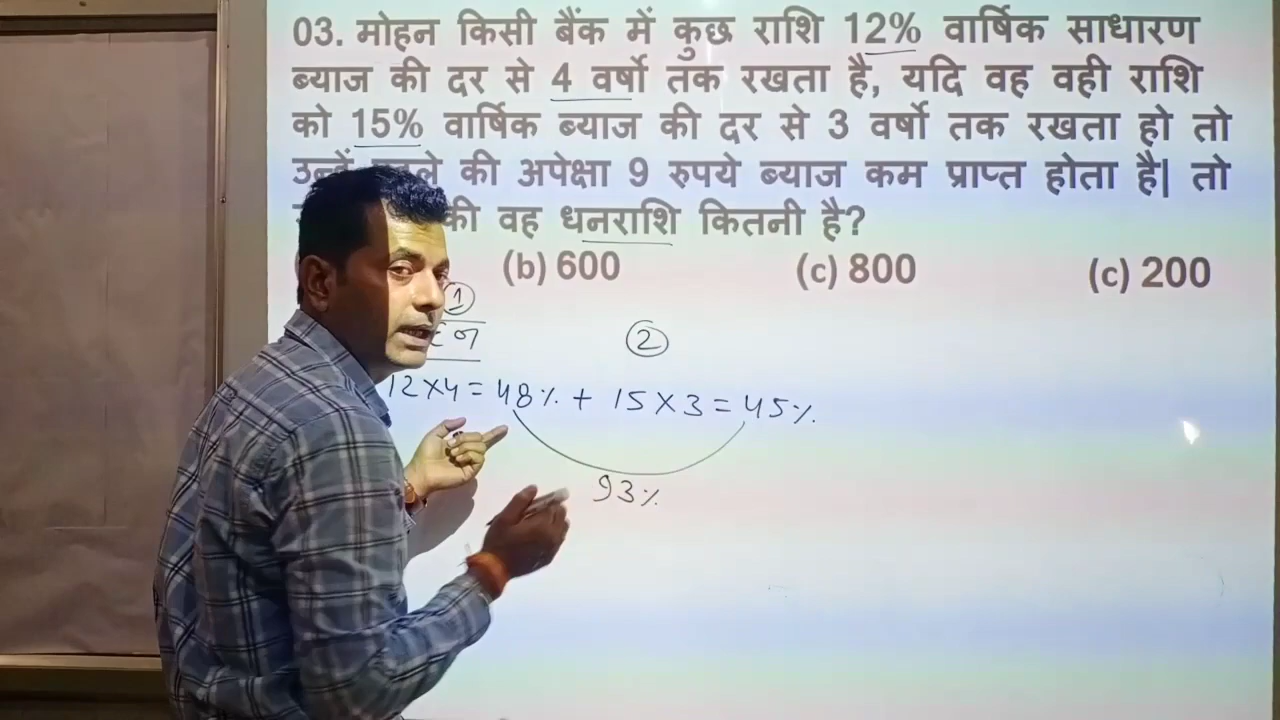 03. मोहन किसी बैंक में कुछ राशि 12% वार्षिक साधारण
ब्याज की दर से 4 वर्षो तक रखता है, यदि वह वही राशि
को 15% वार्षिक ब्याज की दर से 3 वर्षो तक रखता हो तो
की अपेक्षा 9 रुपये ब्याज कम प्राप्त होता है| तो
की वह धनराशि कितनी है?
(b) 600 (c) 800 (c) 200
1
2
12×4=48% + 15×3=45%
93%